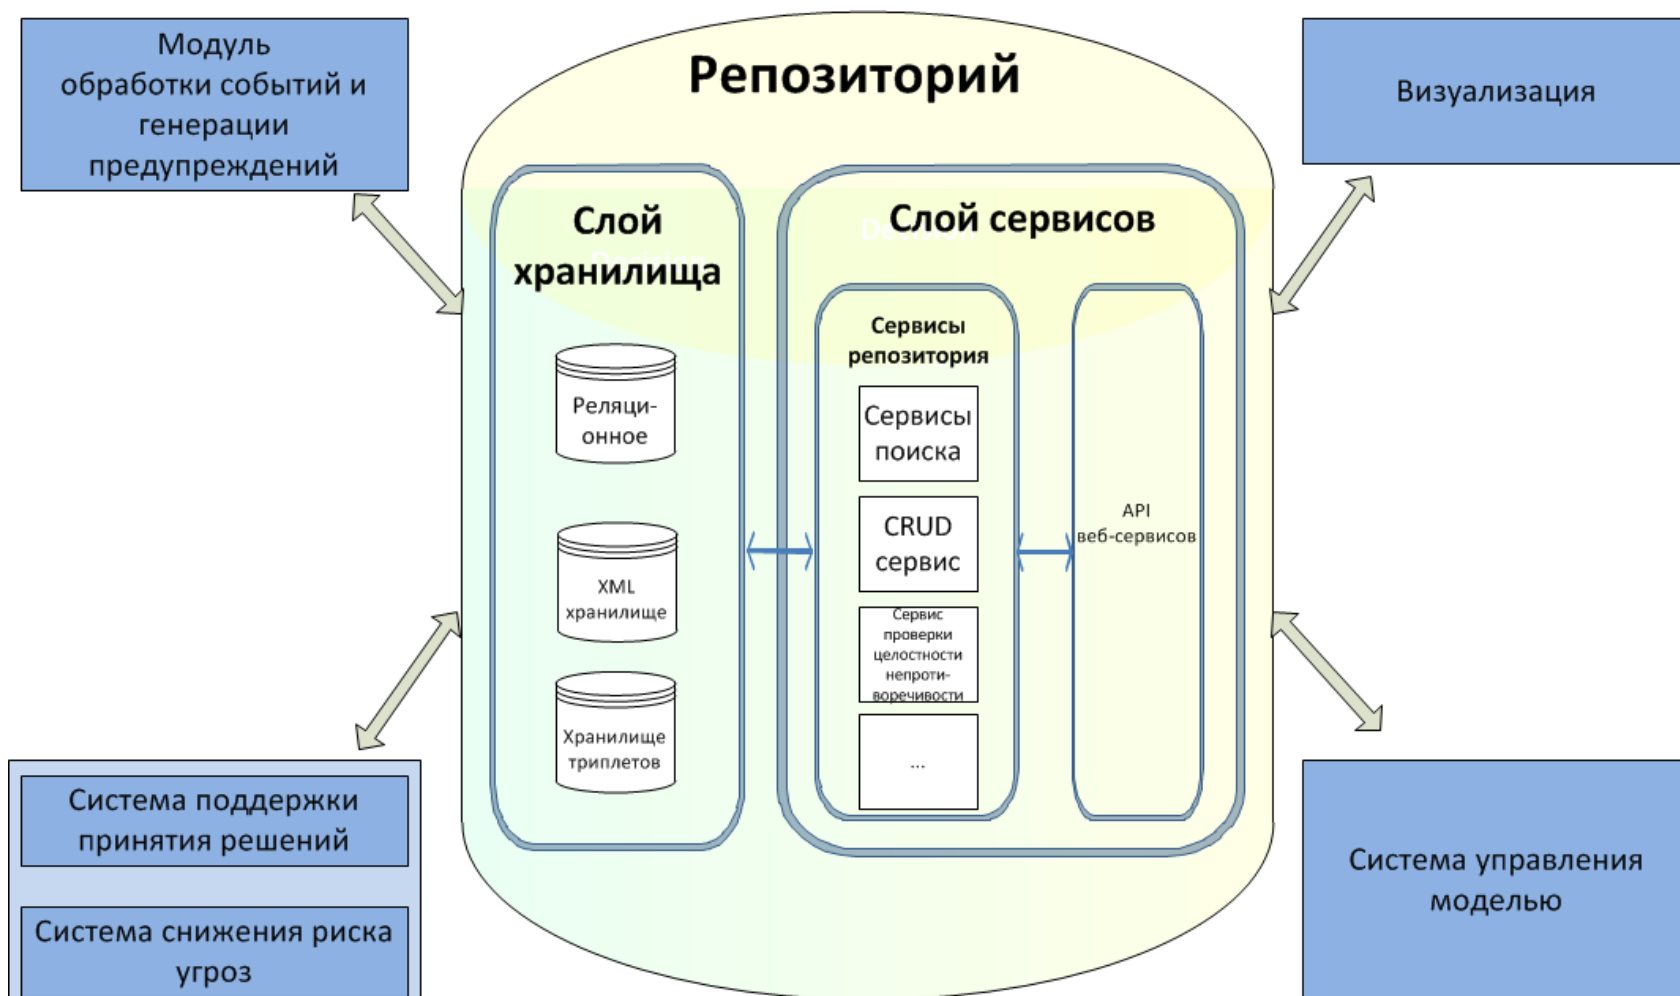 Модуль
обработки событий и
генерации
предупреждений
Репозиторий
Визуализация
Слой
хранилища
Decision
Слой сервисов
Decision
Реляци-
онное
XML
хранилище
Хранилище
триплетов
Сервисы
репозитория
Сервисы
поиска
CRUD
сервис
Сервис
проверки
целостности
непроти-
воречивости
...
API
веб-сервисов
Система поддержки
принятия решений
Система снижения риска
угроз
Система управления
моделью